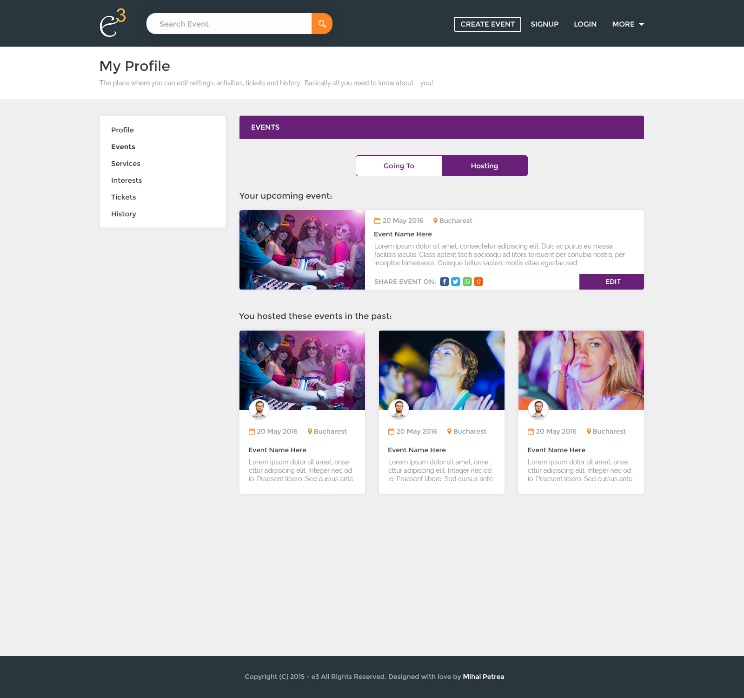 e3
Search Event
CREATE EVENT
SIGNUP
LOGIN
MORE
My Profile
The place where you can edit settings, activities, tickets and history. Basically all you need to know about - you!
Profile
Events
Services
Interests
Tickets
History
EVENTS
Going To
Hosting
Your upcoming event:
20 May 2016 Bucharest
Event Name Here
Lorem ipsum dolor sit amet, consectetur adipiscing elit. Duis ac purus eu massa
facilisis iaculis. Class aptent taciti sociosqu ad litora torquent per conubia nostra, per
inceptos himenaeos. Quisque tellus sapien, mollis vitae egestas sed
SHARE EVENT ON:
EDIT
You hosted these events in the past:
20 May 2016 Bucharest
Event Name Here
Lorem ipsum dolor sit amet, onse
cttur adipiscing elit. Integer nec od
io. Praesent libero. Sed cursus ante
20 May 2016 Bucharest
Event Name Here
Lorem ipsum dolor sit amet, onse
cttur adipiscing elit. Integer nec od
io. Praesent libero. Sed cursus ante
20 May 2016 Bucharest
Event Name Here
Lorem ipsum dolor sit amet, onse
cttur adipiscing elit. Integer nec od
io. Praesent libero. Sed cursus ante
Copyright (C) 2015 - e3 All Rights Reserved. Designed with love by Mihai Petrea